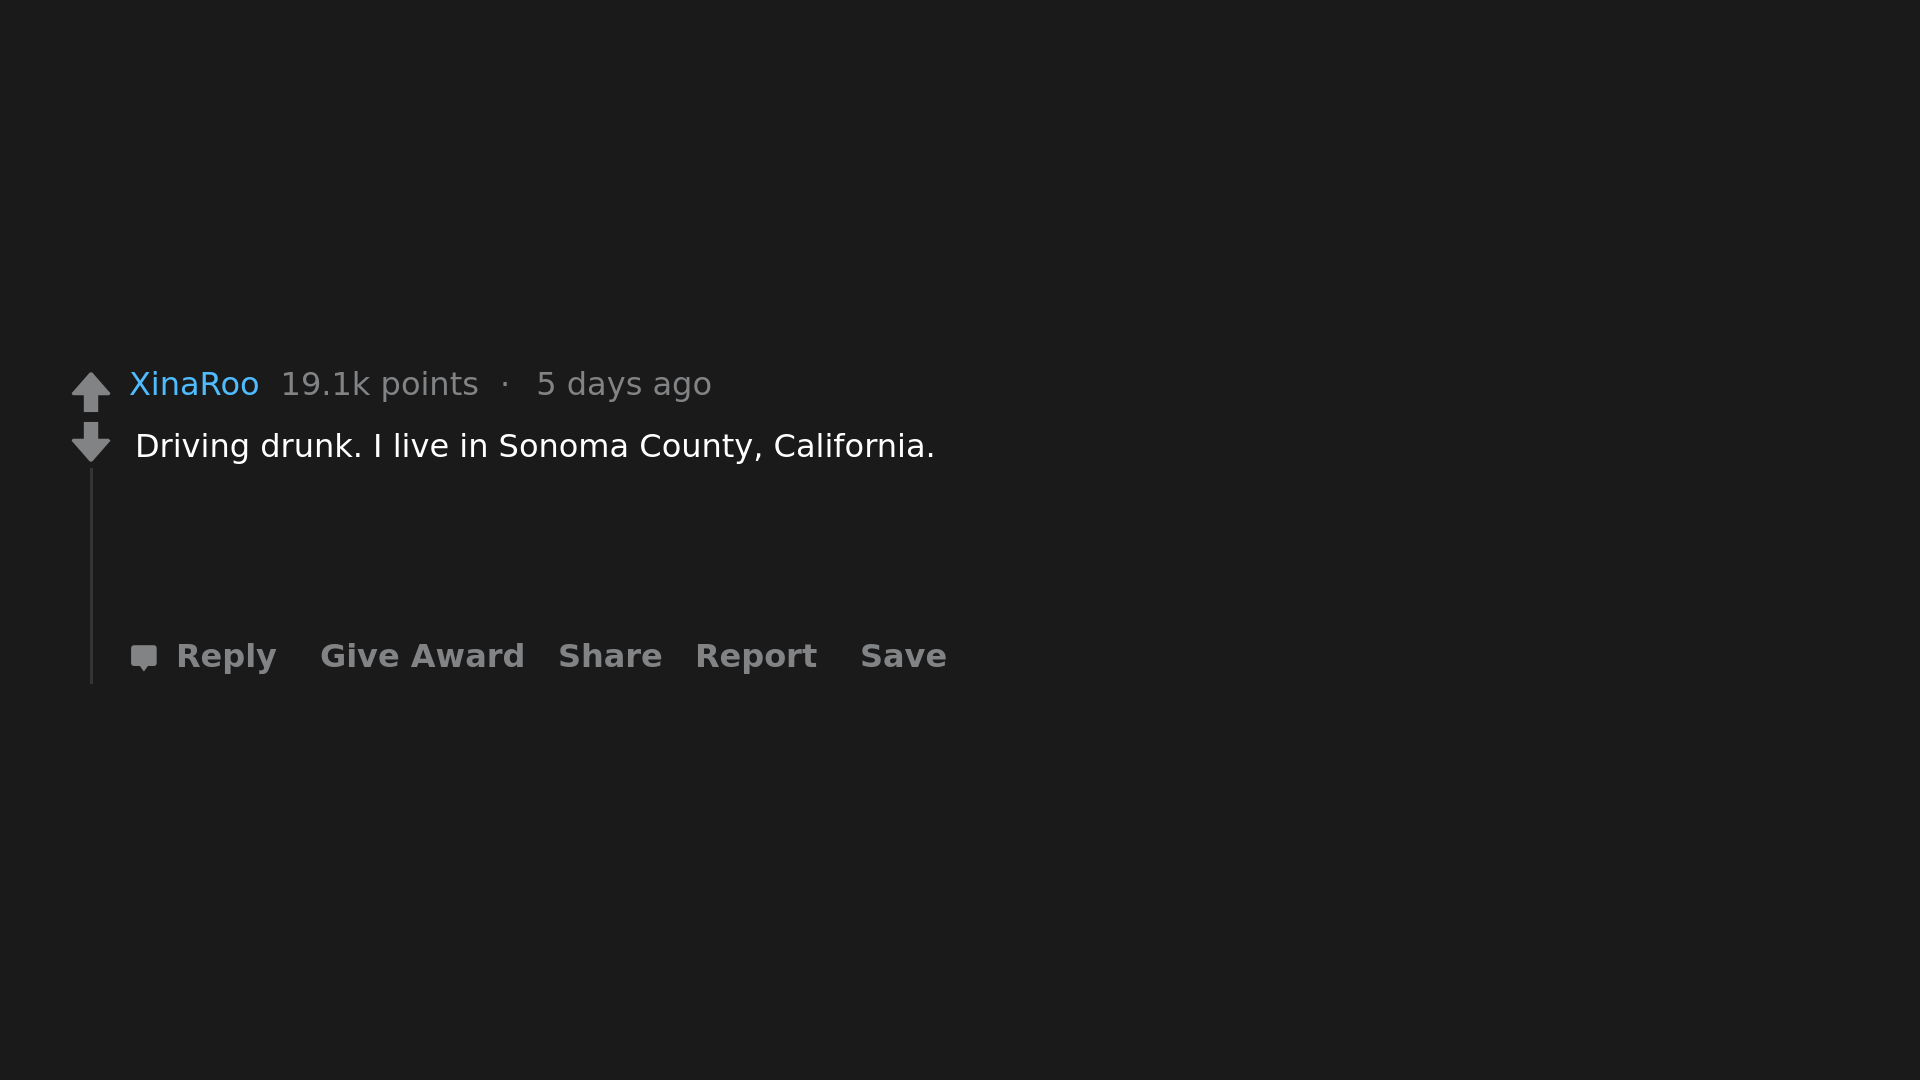 XinaRoo 19.1k points · 5 days ago
Driving drunk. I live in Sonoma County, California.
Reply Give Award Share Report Save